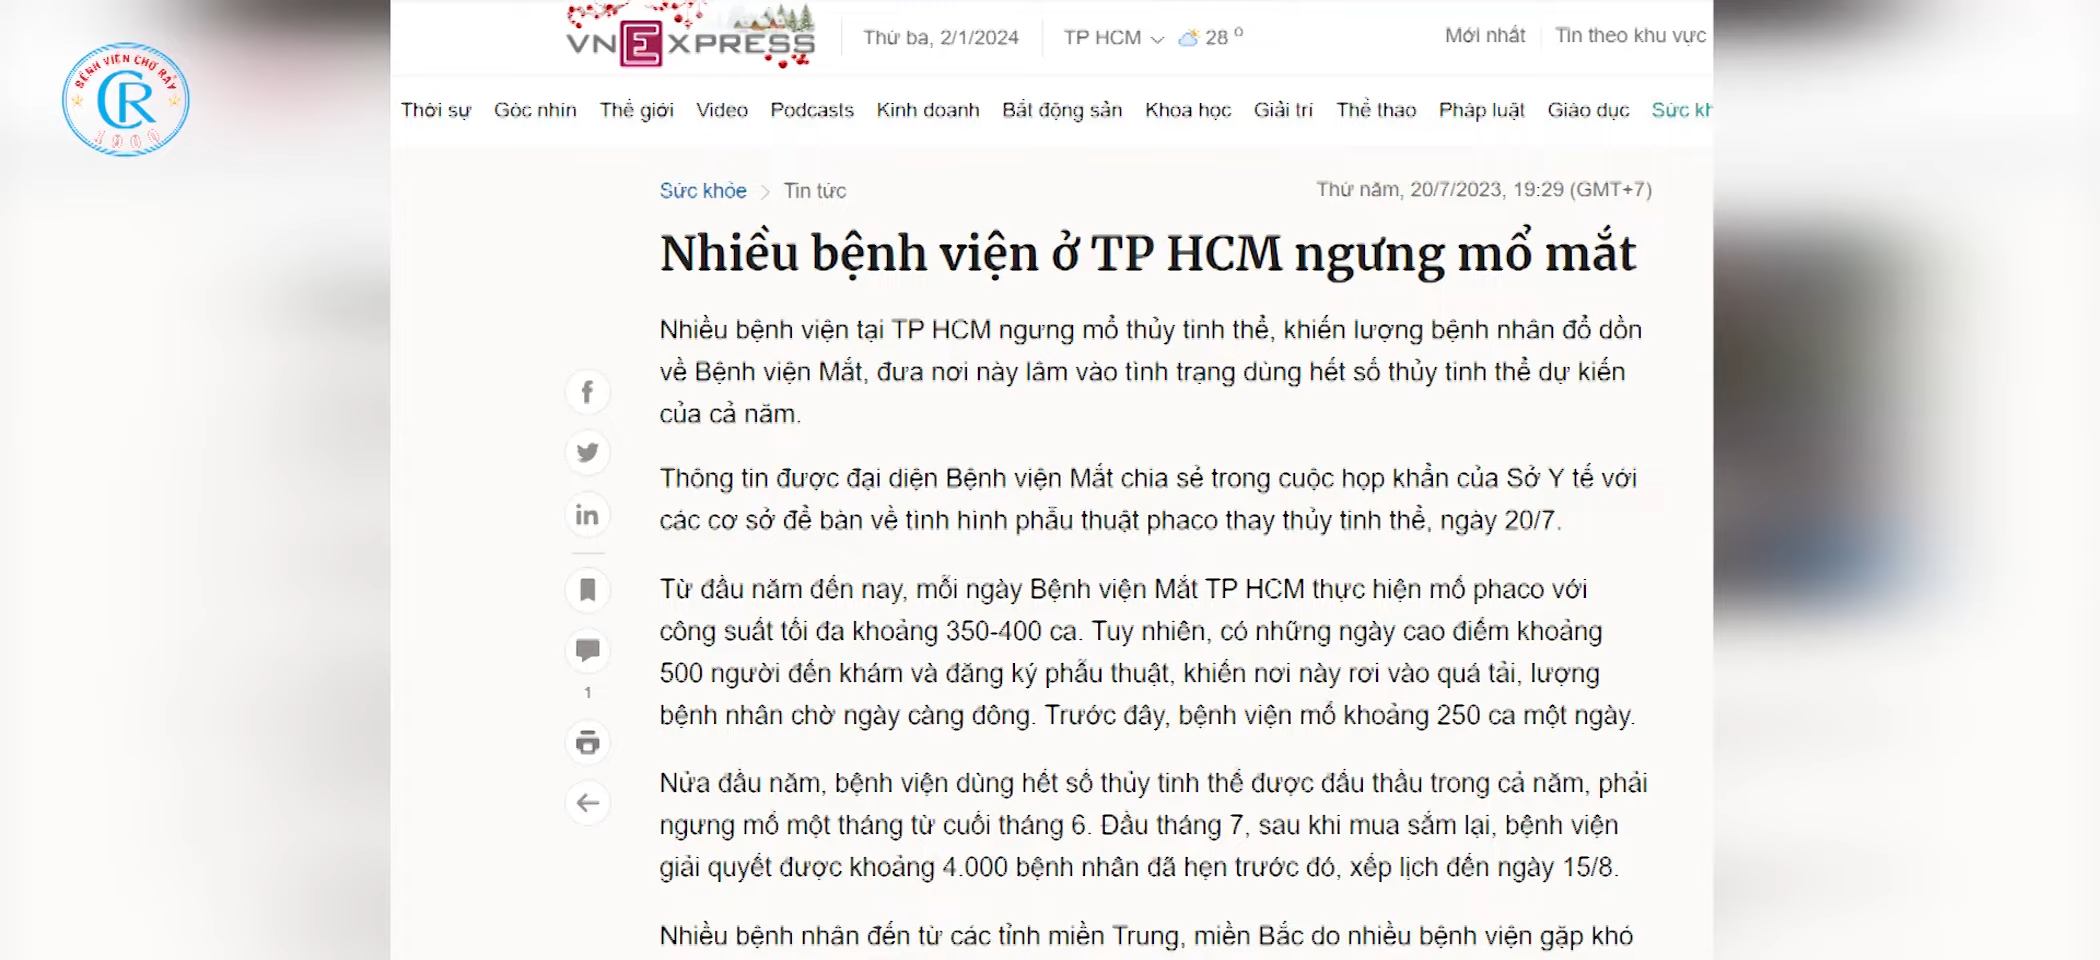 BỆNH VIỆN CHỢ RẪY
CR
1900
VNEXPRESS
Thứ ba, 2/1/2024
TP HCM
28⁰
Mới nhất
Tin theo khu vực
Thời sự Góc nhìn Thế giới Video Podcasts Kinh doanh Bất động sản Khoa học Giải trí Thể thao Pháp luật Giáo dục Sức kh
Sức khỏe > Tin tức
Thứ năm, 20/7/2023, 19:29 (GMT+7)
Nhiều bệnh viện ở TP HCM ngưng mổ mắt
Nhiều bệnh viện tại TP HCM ngưng mổ thủy tinh thể, khiến lượng bệnh nhân đổ dồn
về Bệnh viện Mắt, đưa nơi này lâm vào tình trạng dùng hết số thủy tinh thể dự kiến
của cả năm.
Thông tin được đại diện Bệnh viện Mắt chia sẻ trong cuộc họp khẩn của Sở Y tế với
các cơ sở để bàn về tình hình phẫu thuật phaco thay thủy tinh thể, ngày 20/7.
Từ đầu năm đến nay, mỗi ngày Bệnh viện Mắt TP HCM thực hiện mổ phaco với
công suất tối đa khoảng 350-400 ca. Tuy nhiên, có những ngày cao điểm khoảng
500 người đến khám và đăng ký phẫu thuật, khiến nơi này rơi vào quá tải, lượng
bệnh nhân chờ ngày càng đông. Trước đây, bệnh viện mổ khoảng 250 ca một ngày.
1
Nửa đầu năm, bệnh viện dùng hết số thủy tinh thể được đấu thầu trong cả năm, phải
ngưng mổ một tháng từ cuối tháng 6. Đầu tháng 7, sau khi mua sắm lại, bệnh viện
giải quyết được khoảng 4.000 bệnh nhân đã hẹn trước đó, xếp lịch đến ngày 15/8.
Nhiều bệnh nhân đến từ các tỉnh miền Trung, miền Bắc do nhiều bệnh viện gặp khó